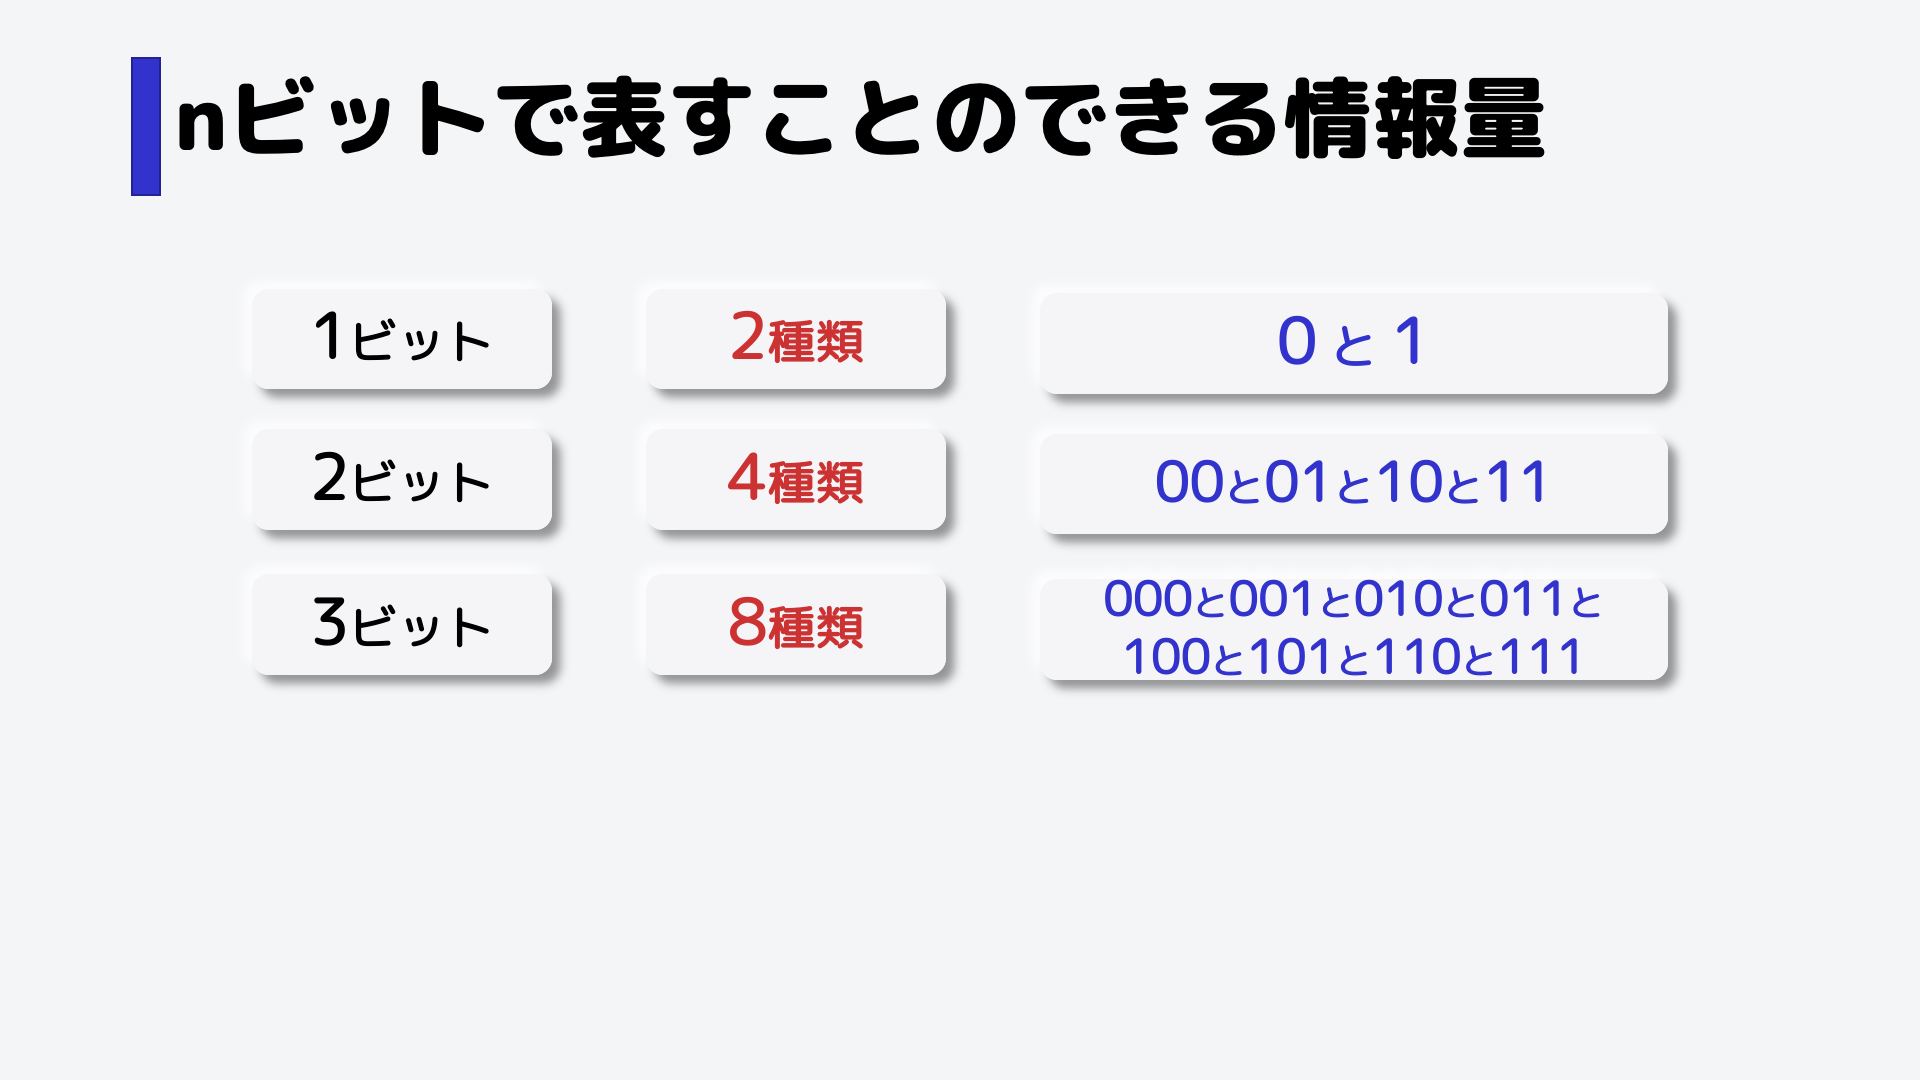 nビットで表すことのできる情報量
1ビット 2種類 0 と 1
2ビット 4種類 00と01と10と11
3ビット 8種類 000と001と010と011と
100と101と110と111